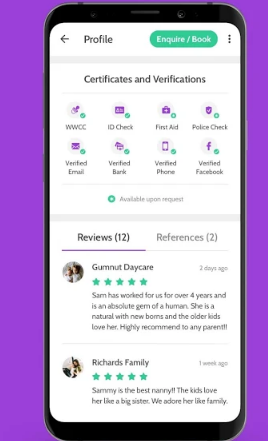 Profile
Enquire / Book
Certificates and Verifications
WWCC
ID Check
First Aid
Police Check
Verified
Email
Verified
Bank
Verified
Phone
Verified
Facebook
Available upon request
Reviews (12)
References (2)
Gumnut Daycare
2 days ago
Sam has worked for us for over 4 years and
is an absolute gem of a human. She is a
natural with new borns and the older kids
love her. Highly recommend to any parent!!
Richards Family
1 week ago
Sammy is the best nanny!! The kids love
her like a big sister. We adore her like family.